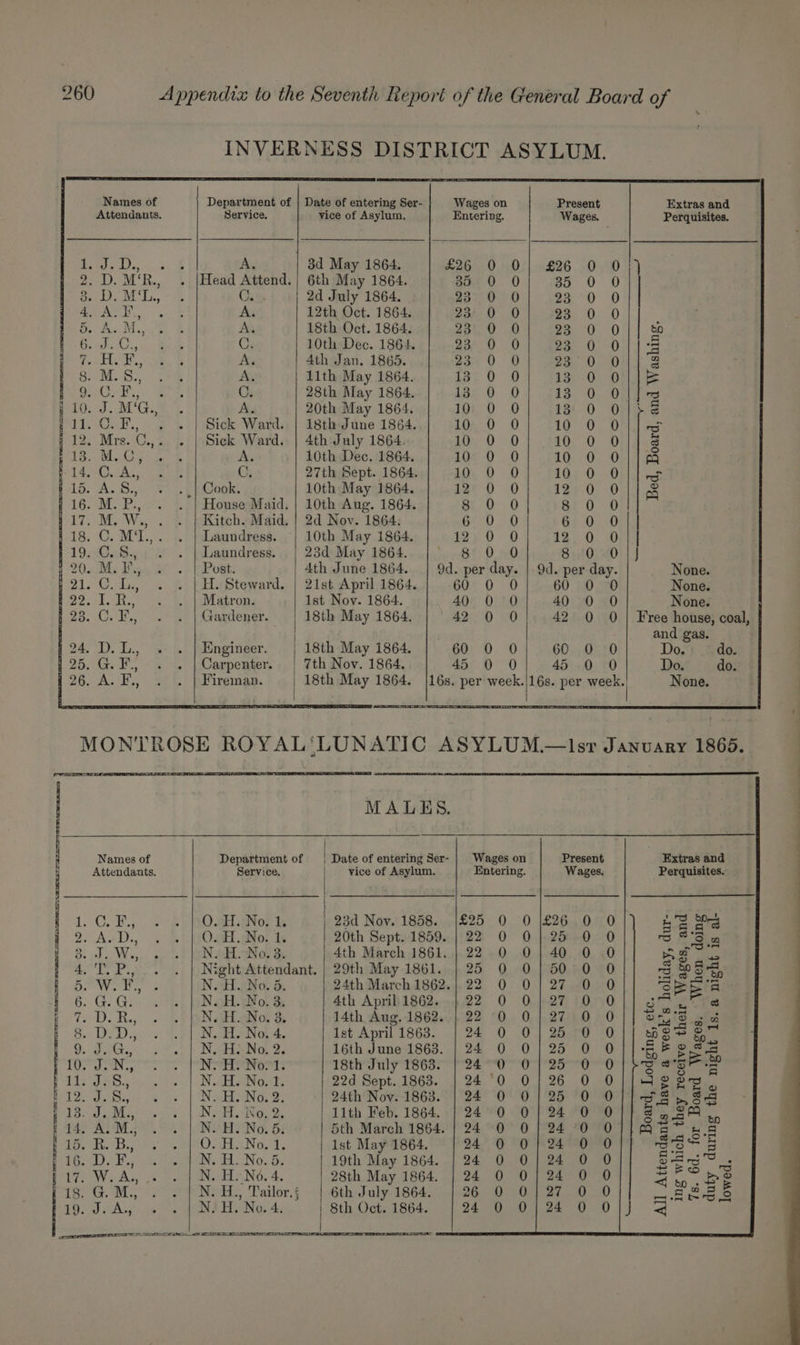 260 Appendix to the Seventh Report of the General Board of
INVERNESS DISTRICT ASYLUM.
Names of Attendants. | Department of Service. | Date of entering Service of Asylum. | Wages on Entering. | Present Wages. | Extras and Perquisites.
1. J. D., . . | A. | 3d May 1864. | £26 0 0 | £26 0 0
2. D. M‘R., . | Head Attend. | 6th May 1864. | 35 0 0 | 35 0 0
3. D. M‘L., . | C. | 2d July 1864. | 23 0 0 | 23 0 0
4. A. F., . . | A. | 12th Oct. 1864. | 23 0 0 | 23 0 0
5. A. M., . . | A. | 18th Oct. 1864. | 23 0 0 | 23 0 0
6. J. C., . . | C. | 10th Dec. 1864. | 23 0 0 | 23 0 0
7. H. F., . . | A. | 4th Jan. 1865. | 23 0 0 | 23 0 0
8. M. S., . . | A. | 11th May 1864. | 13 0 0 | 13 0 0
9. C. F., . . | C. | 28th May 1864. | 13 0 0 | 13 0 0
10. J. M‘G., . | A. | 20th May 1864. | 10 0 0 | 13 0 0
11. C. F., . . | Sick Ward. | 18th June 1864. | 10 0 0 | 10 0 0
12. Mrs. C., . . | Sick Ward. | 4th July 1864. | 10 0 0 | 10 0 0
13. M. C., . . | A. | 10th Dec. 1864. | 10 0 0 | 10 0 0
14. C. A., . . | C. | 27th Sept. 1864. | 10 0 0 | 10 0 0
15. A. S., . . | Cook. | 10th May 1864. | 12 0 0 | 12 0 0
16. M. P., . . | House Maid. | 10th Aug. 1864. | 8 0 0 | 8 0 0
17. M. W., . . | Kitch. Maid. | 2d Nov. 1864. | 6 0 0 | 6 0 0
18. C. M‘I., . . | Laundress. | 10th May 1864. | 12 0 0 | 12 0 0
19. C. S., . . | Laundress. | 23d May 1864. | 8 0 0 | 8 0 0
Bed, Board, and Washing.
20. M. F., . . | Post. | 4th June 1864. | 9d. per day. | 9d. per day. | None.
21. C. L., . . | H. Steward. | 21st April 1864. | 60 0 0 | 60 0 0 | None.
22. I. R., . . | Matron. | 1st Nov. 1864. | 40 0 0 | 40 0 0 | None.
23. C. F., . . | Gardener. | 18th May 1864. | 42 0 0 | 42 0 0 | Free house, coal, and gas.
24. D. L., . . | Engineer. | 18th May 1864. | 60 0 0 | 60 0 0 | Do. do.
25. G. F., . . | Carpenter. | 7th Nov. 1864. | 45 0 0 | 45 0 0 | Do. do.
26. A. F., . . | Fireman. | 18th May 1864. | 16s. per week. | 16s. per week. | None.
MONTROSE ROYAL LUNATIC ASYLUM.—1st January 1865.
MALES.
Names of Attendants. | Department of Service. | Date of entering Service of Asylum. | Wages on Entering. | Present Wages. | Extras and Perquisites.
1. C. F., . . | O. H. No. 1. | 23d Nov. 1858. | £25 0 0 | £26 0 0
2. A. D., . . | O. H. No. 1. | 20th Sept. 1859. | 22 0 0 | 25 0 0
3. J. W., . . | N. H. No. 3. | 4th March 1861. | 22 0 0 | 40 0 0
4. T. P., . . | Night Attendant. | 29th May 1861. | 25 0 0 | 50 0 0
5. W. F., . | N. H. No. 5. | 24th March 1862. | 22 0 0 | 27 0 0
6. G. G. . . | N. H. No. 3. | 4th April 1862. | 22 0 0 | 27 0 0
7. D. R., . . | N. H. No. 3. | 14th Aug. 1862. | 22 0 0 | 27 0 0
8. D. D., . . | N. H. No. 4. | 1st April 1863. | 24 0 0 | 25 0 0
9. J. G., . . | N. H. No. 2. | 16th June 1863. | 24 0 0 | 25 0 0
10. J. N., . . | N. H. No. 1. | 18th July 1863. | 24 0 0 | 25 0 0
11. J. S., . . | N. H. No. 1. | 22d Sept. 1863. | 24 0 0 | 26 0 0
12. J. S., . . | N. H. No. 2. | 24th Nov. 1863. | 24 0 0 | 25 0 0
13. J. M., . . | N. H. No. 2. | 11th Feb. 1864. | 24 0 0 | 24 0 0
14. A. M., . . | N. H. No. 5. | 5th March 1864. | 24 0 0 | 24 0 0
15. R. B., . . | O. H. No. 1. | 1st May 1864. | 24 0 0 | 24 0 0
16. D. F., . . | N. H. No. 5. | 19th May 1864. | 24 0 0 | 24 0 0
17. W. A., . . | N. H. No. 4. | 28th May 1864. | 24 0 0 | 24 0 0
18. G. M., . . | N. H., Tailor. | 6th July 1864. | 26 0 0 | 27 0 0
19. J. A., . . | N. H. No. 4. | 8th Oct. 1864. | 24 0 0 | 24 0 0
Board, Lodging, etc.
All Attendants have a week's holiday, during which they receive their Wages, and 7s. 6d. for Board Wages. When doing duty during the night 1s. a night is allowed.